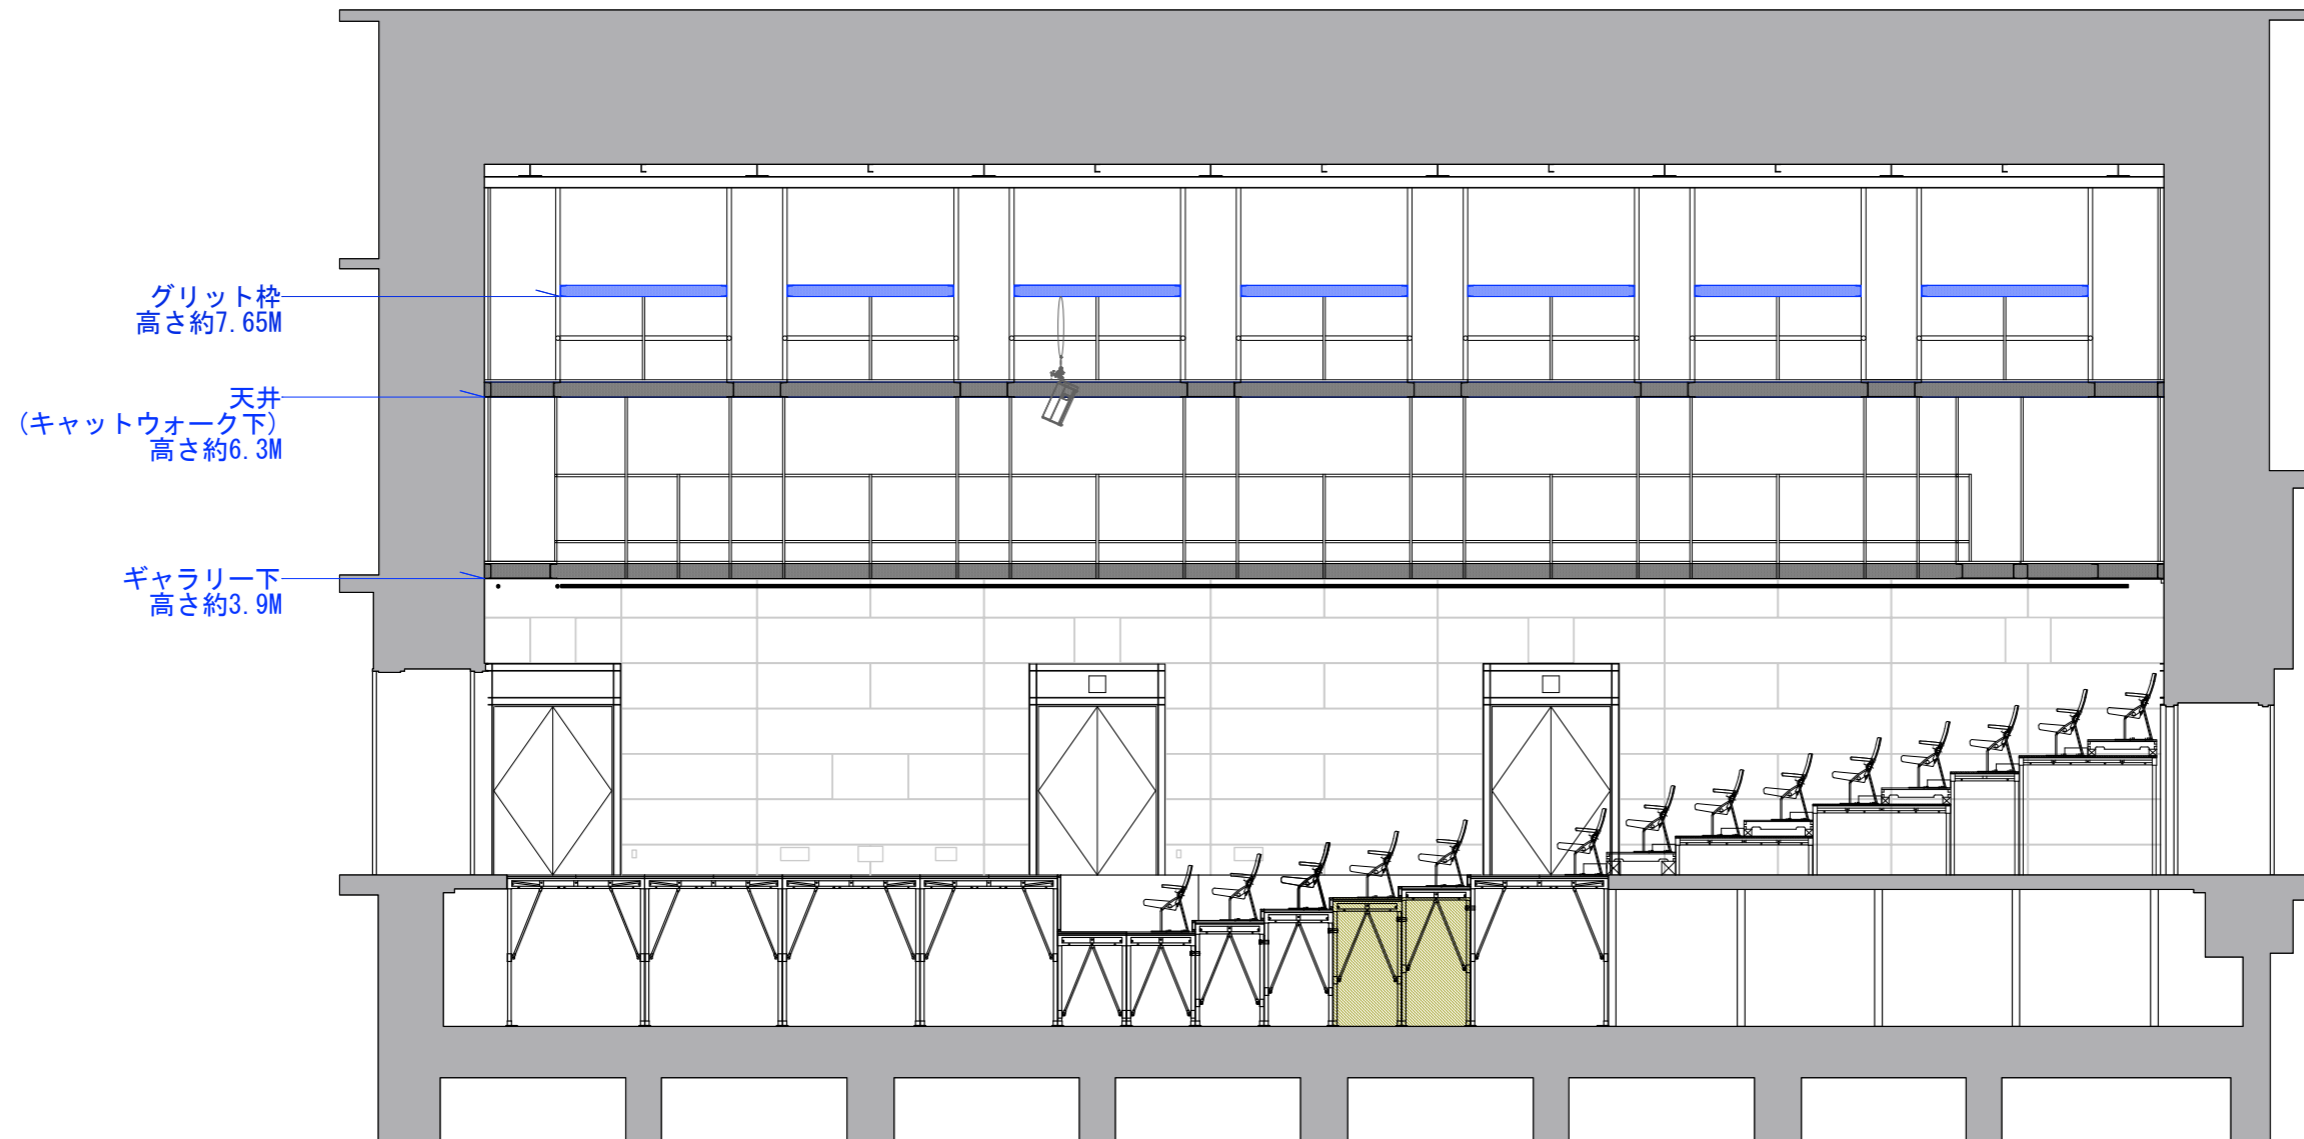 グリット枠
高さ約7.65M
天井
(キャットウォーク下)
高さ約6.3M
ギャラリー下
高さ約3.9M